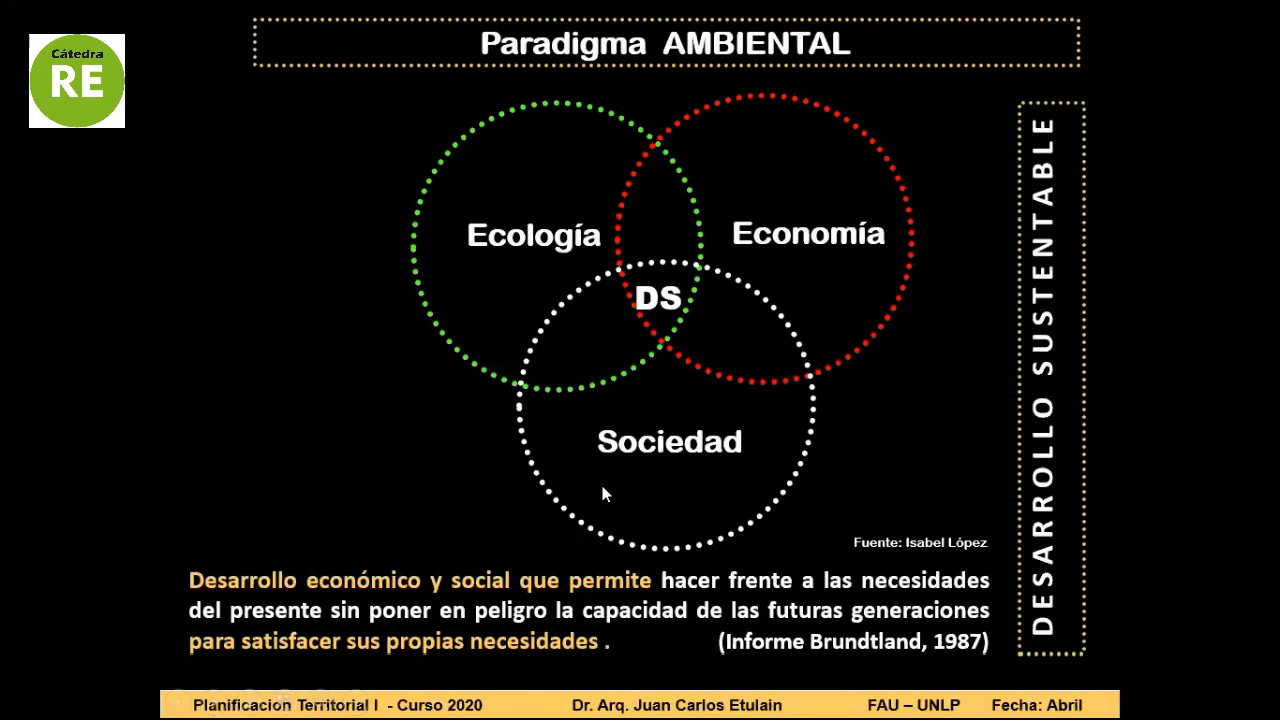 Paradigma AMBIENTAL
Cátedra
RE
Ecología
Economía
DS
Sociedad
DESARROLLO SUSTENTABLE
Fuente: Isabel López
Desarrollo económico y social que permite hacer frente a las necesidades
del presente sin poner en peligro la capacidad de las futuras generaciones
para satisfacer sus propias necesidades . (Informe Brundtland, 1987)
Planificación Territorial I - Curso 2020 Dr. Arq. Juan Carlos Etulain FAU – UNLP Fecha: Abril